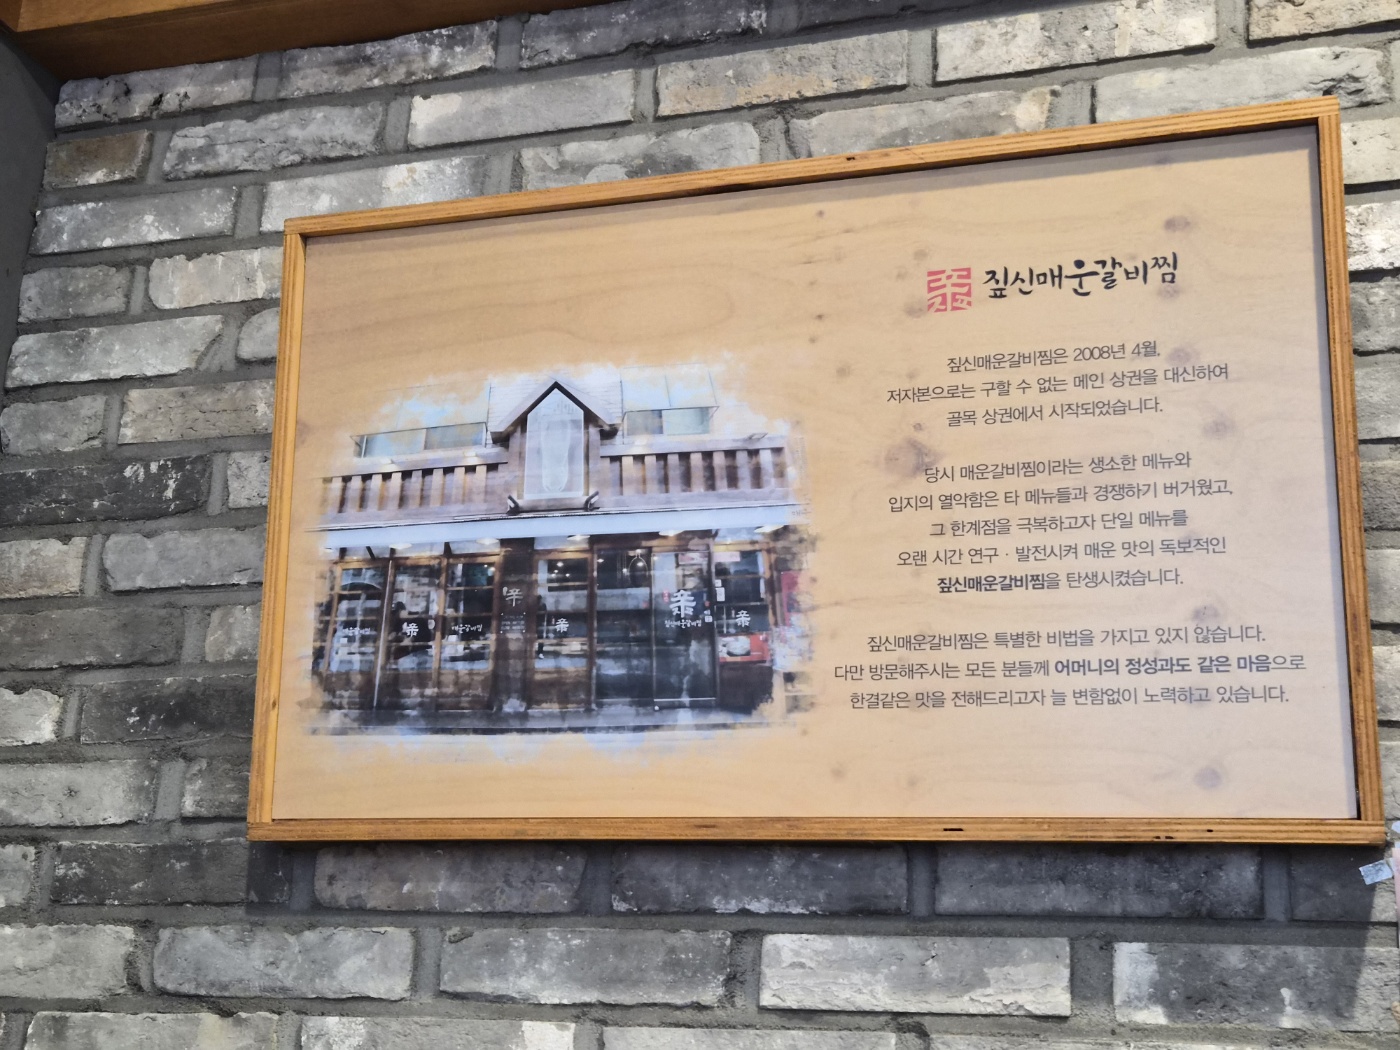 짚신매운갈비찜
짚신매운갈비찜은 2008년 4월,
저자본으로는 구할 수 없는 메인 상권을 대신하여
골목 상권에서 시작되었습니다.
당시 매운갈비찜이라는 생소한 메뉴와
입지의 열악함은 타 메뉴들과 경쟁하기 버거웠고,
그 한계점을 극복하고자 단일 메뉴를
오랜 시간 연구 · 발전시켜 매운 맛의 독보적인
짚신매운갈비찜을 탄생시켰습니다.
짚신매운갈비찜은 특별한 비법을 가지고 있지 않습니다.
다만 방문해주시는 모든 분들께 어머니의 정성과도 같은 마음으로
한결같은 맛을 전해드리고자 늘 변함없이 노력하고 있습니다.